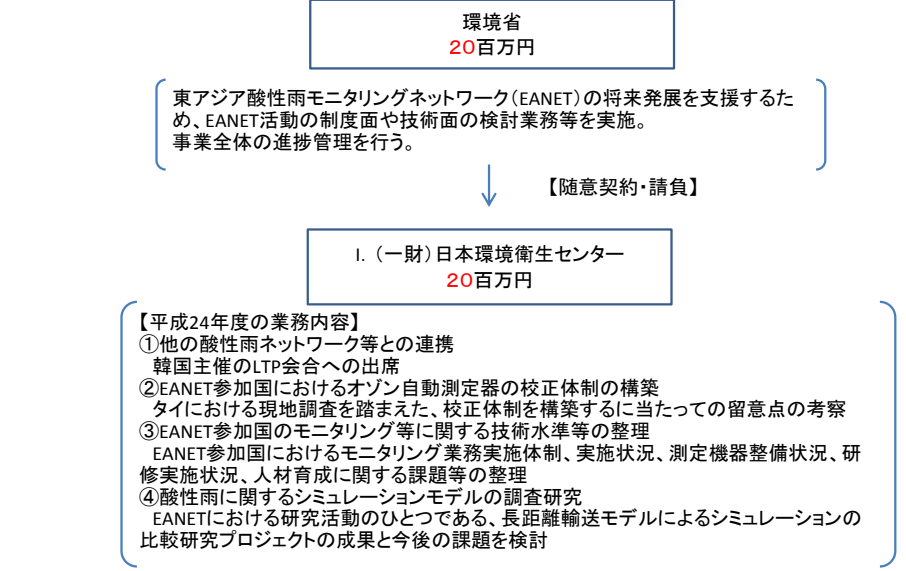 環境省
20百万円
東アジア酸性雨モニタリングネットワーク(EANET)の将来発展を支援するた
め、EANET活動の制度面や技術面の検討業務等を実施。
事業全体の進捗管理を行う。
【随意契約・請負】
I. (一財)日本環境衛生センター
20百万円
【平成24年度の業務内容】
①他の酸性雨ネットワーク等との連携
韓国主催のLTP会合への出席
②EANET参加国におけるオゾン自動測定器の校正体制の構築
タイにおける現地調査を踏まえた、校正体制を構築するに当たっての留意点の考察
③EANET参加国のモニタリング等に関する技術水準等の整理
EANET参加国におけるモニタリング業務実施体制、実施状況、測定機器整備状況、研
修実施状況、人材育成に関する課題等の整理
④酸性雨に関するシミュレーションモデルの調査研究
EANETにおける研究活動のひとつである、長距離輸送モデルによるシミュレーションの
比較研究プロジェクトの成果と今後の課題を検討